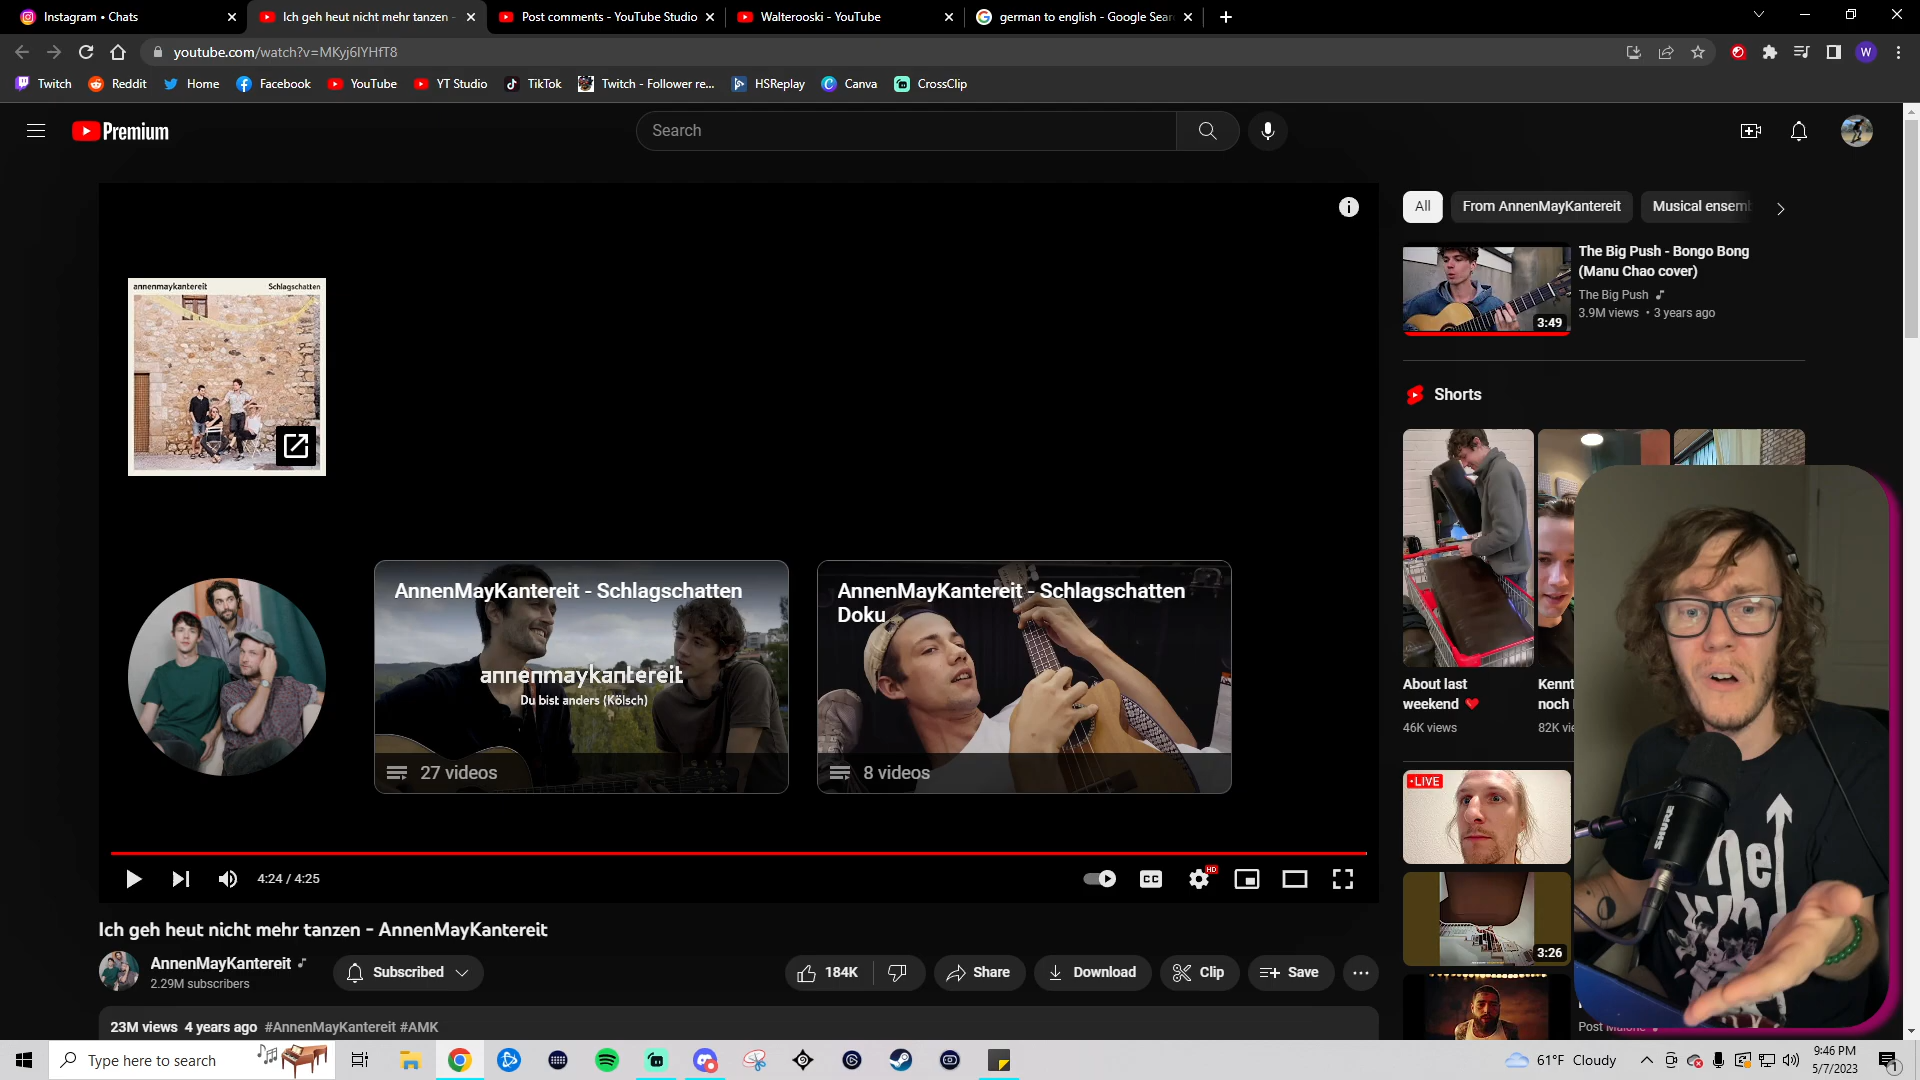 Instagram • Chats
Ich geh heut nicht mehr tanzen -
Post comments - YouTube Studio
Walterooski - YouTube
german to english - Google Sear
youtube.com/watch?v=MKyj6lYHfT8
Twitch
Reddit
Home
Facebook
YouTube
YT Studio
TikTok
Twitch - Follower re...
HSReplay
Canva
CrossClip
W
Premium
Search
annenmaykantereit Schlagschatten
AnnenMayKantereit - Schlagschatten
annenmaykantereit
Du bist anders (Kölsch)
27 videos
AnnenMayKantereit - Schlagschatten
Doku
8 videos
4:24 / 4:25
CC
HD
Ich geh heut nicht mehr tanzen - AnnenMayKantereit
AnnenMayKantereit
2.29M subscribers
Subscribed
184K
Share
Download
Clip
Save
23M views 4 years ago #AnnenMayKantereit #AMK
All
From AnnenMayKantereit
Musical ensemb
3:49
The Big Push - Bongo Bong
(Manu Chao cover)
The Big Push
3.9M views • 3 years ago
Shorts
About last
weekend
46K views
Kennt
noch
82K vie
LIVE
3:26
Post Malone
SHURE
Type here to search
61°F Cloudy
9:46 PM
5/7/2023
1